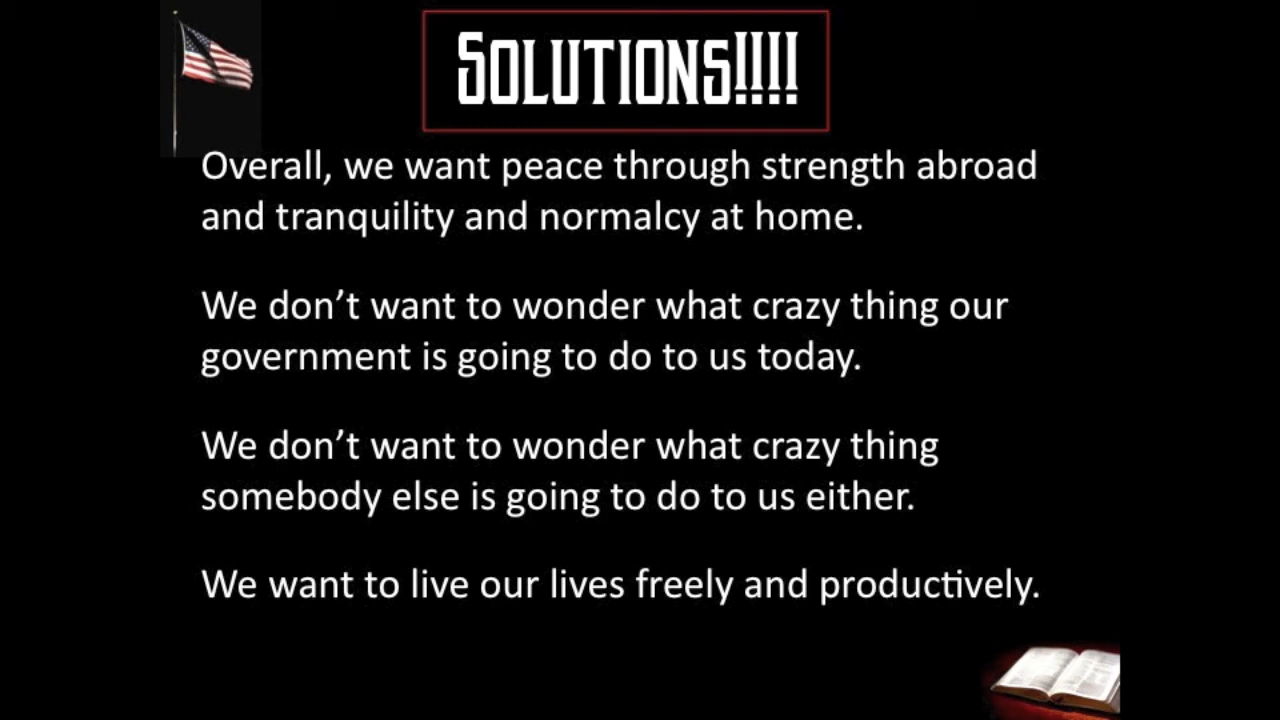 SOLUTIONS!!!!
Overall, we want peace through strength abroad
and tranquility and normalcy at home.
We don’t want to wonder what crazy thing our
government is going to do to us today.
We don’t want to wonder what crazy thing
somebody else is going to do to us either.
We want to live our lives freely and productively.